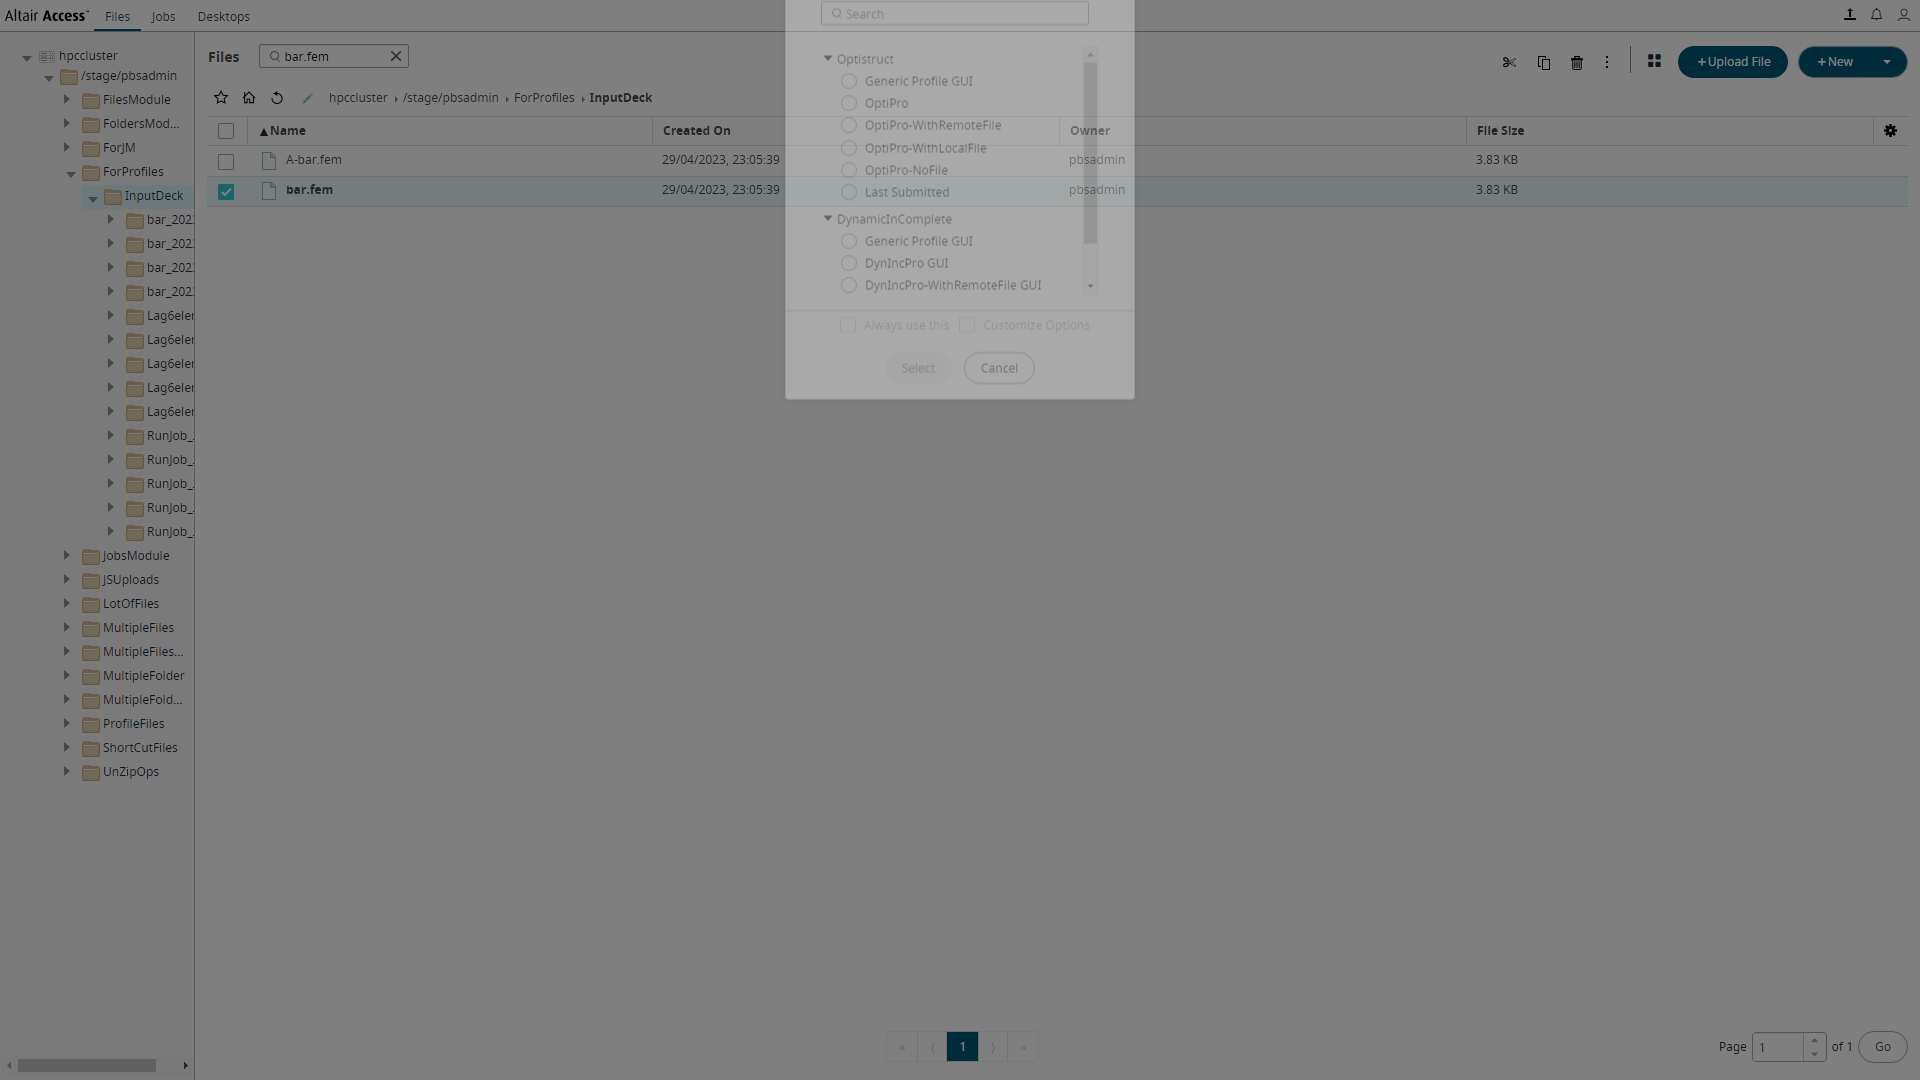 Altair Access™ Files Jobs Desktops
hpccluster
/stage/pbsadmin
FilesModule
FoldersMod...
ForJM
ForProfiles
InputDeck
bar_202
bar_202
bar_202
bar_202
Lag6eler
Lag6eler
Lag6eler
Lag6eler
Lag6eler
RunJob_
RunJob_
RunJob_
RunJob_
RunJob_
JobsModule
JSUploads
LotOfFiles
MultipleFiles
MultipleFiles...
MultipleFolder
MultipleFold...
ProfileFiles
ShortCutFiles
UnZipOps
Files bar.fem
+Upload File +New
hpccluster › /stage/pbsadmin › ForProfiles › InputDeck
▲Name Created On Owner File Size
A-bar.fem 29/04/2023, 23:05:39 pbsadmin 3.83 KB
bar.fem 29/04/2023, 23:05:39 pbsadmin 3.83 KB
Search
Optistruct
Generic Profile GUI
OptiPro
OptiPro-WithRemoteFile
OptiPro-WithLocalFile
OptiPro-NoFile
Last Submitted
DynamicInComplete
Generic Profile GUI
DynIncPro GUI
DynIncPro-WithRemoteFile GUI
Always use this Customize Options
Select Cancel
« ⟨ 1 ⟩ »
Page 1 of 1 Go